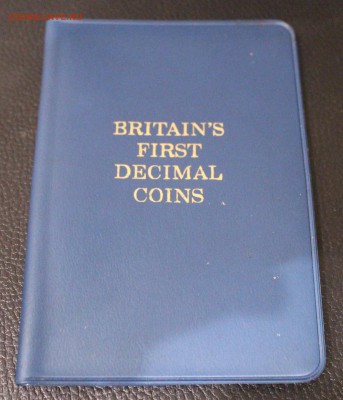 BRITAIN'S
FIRST
DECIMAL
COINS